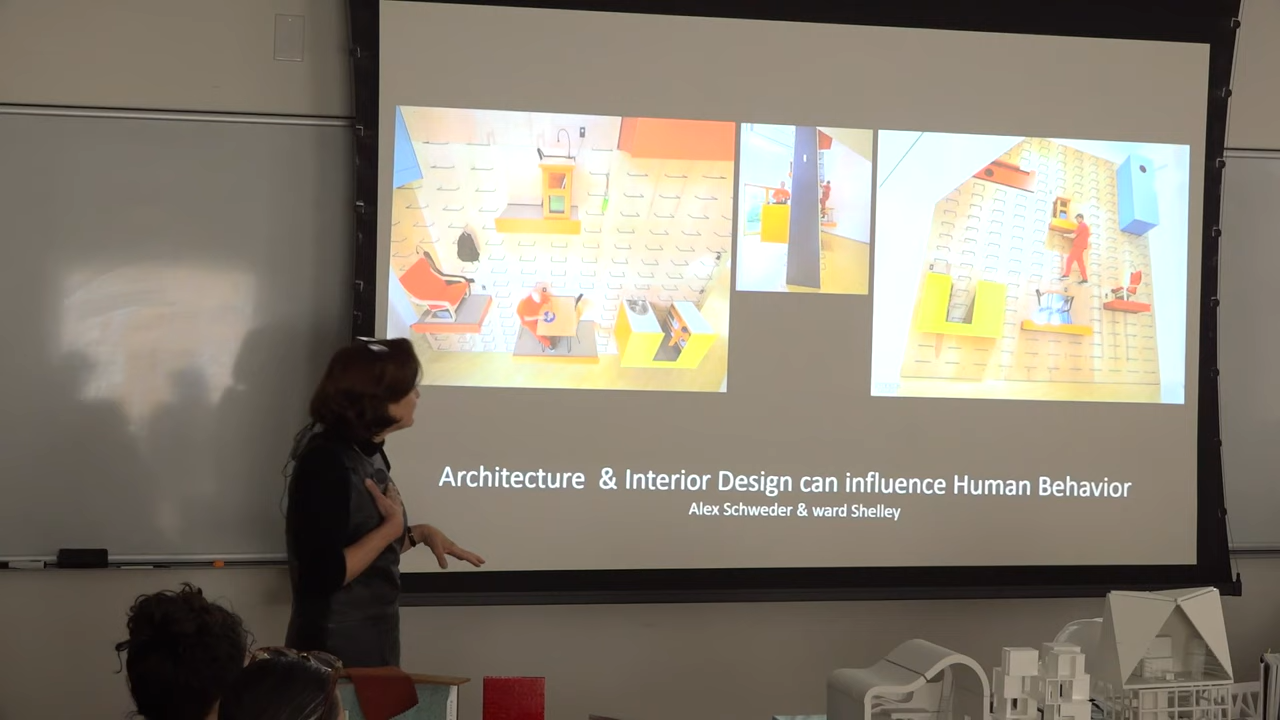 Architecture & Interior Design can influence Human Behavior
Alex Schweder & ward Shelley